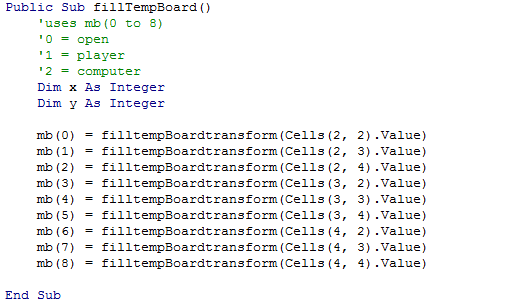 Public Sub fillTempBoard()
    'uses mb(0 to 8)
    '0 = open
    '1 = player
    '2 = computer
    Dim x As Integer
    Dim y As Integer

    mb(0) = filltempBoardtransform(Cells(2, 2).Value)
    mb(1) = filltempBoardtransform(Cells(2, 3).Value)
    mb(2) = filltempBoardtransform(Cells(2, 4).Value)
    mb(3) = filltempBoardtransform(Cells(3, 2).Value)
    mb(4) = filltempBoardtransform(Cells(3, 3).Value)
    mb(5) = filltempBoardtransform(Cells(3, 4).Value)
    mb(6) = filltempBoardtransform(Cells(4, 2).Value)
    mb(7) = filltempBoardtransform(Cells(4, 3).Value)
    mb(8) = filltempBoardtransform(Cells(4, 4).Value)

End Sub